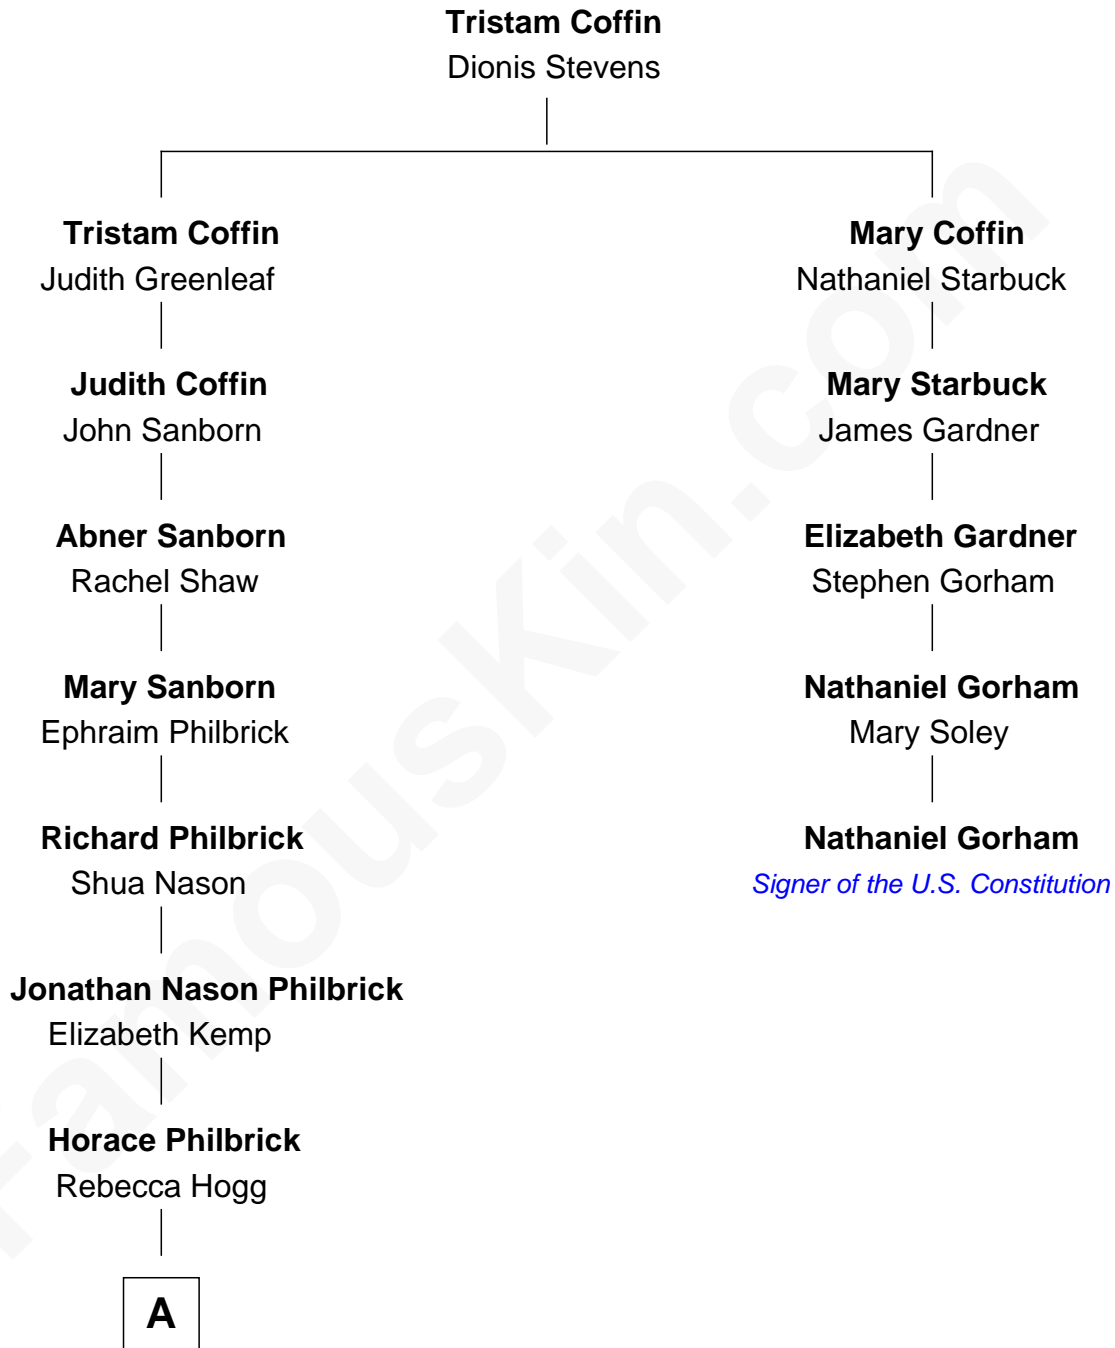 Tristam Coffin
Dionis Stevens
Tristam Coffin
Judith Greenleaf
Mary Coffin
Nathaniel Starbuck
Judith Coffin
John Sanborn
Mary Starbuck
James Gardner
Abner Sanborn
Rachel Shaw
Elizabeth Gardner
Stephen Gorham
Mary Sanborn
Ephraim Philbrick
Nathaniel Gorham
Mary Soley
Richard Philbrick
Shua Nason
Nathaniel Gorham
Signer of the U.S. Constitution
Jonathan Nason Philbrick
Elizabeth Kemp
Horace Philbrick
Rebecca Hogg
A
FamousKin.com